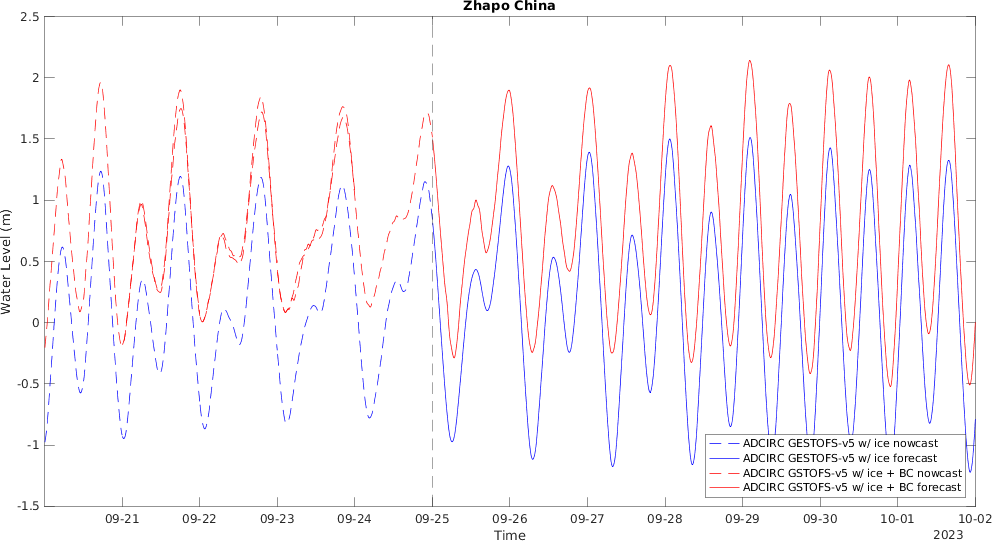 Zhapo China
2.5
2
1.5
1
0.5
0
-0.5
-1
-1.5
Water Level (m)
ADCIRC GESTOFS-v5 w/ ice nowcast
ADCIRC GESTOFS-v5 w/ ice forecast
ADCIRC GSTOFS-v5 w/ ice + BC nowcast
ADCIRC GSTOFS-v5 w/ ice + BC forecast
09-21 09-22 09-23 09-24 09-25 09-26 09-27 09-28 09-29 09-30 10-01 10-02
Time
2023